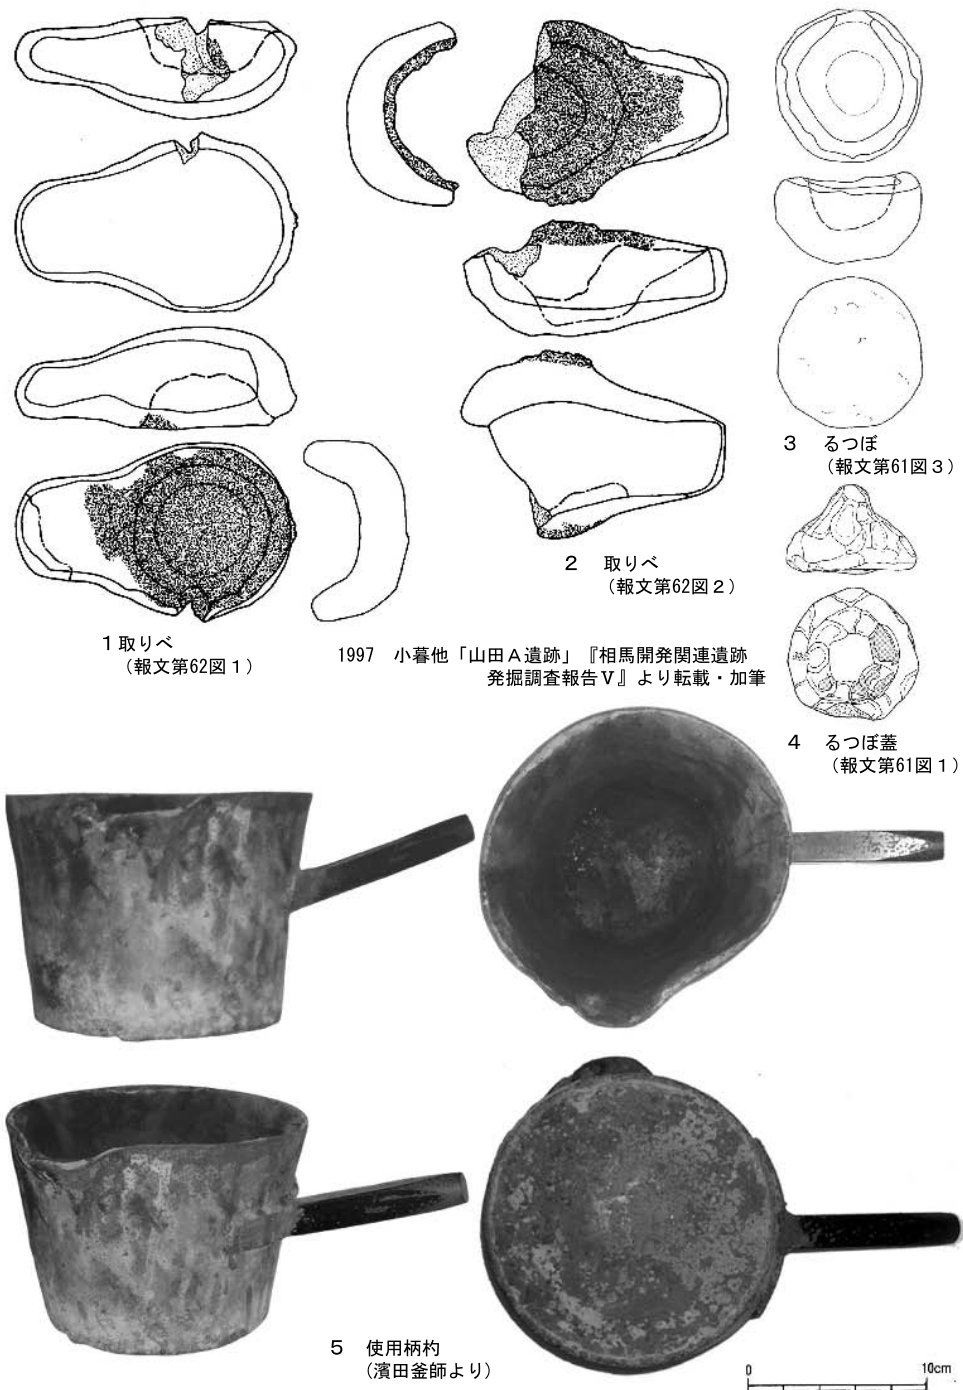 1 取りべ
(報文第62図1)
2 取りべ
(報文第62図2)
3 るつぼ
(報文第61図3)
4 るつぼ蓋
(報文第61図1)
1997 小暮他「山田A遺跡」『相馬開発関連遺跡
発掘調査報告Ⅴ』より転載・加筆
5 使用柄杓
(濱田釜師より)
0 10cm